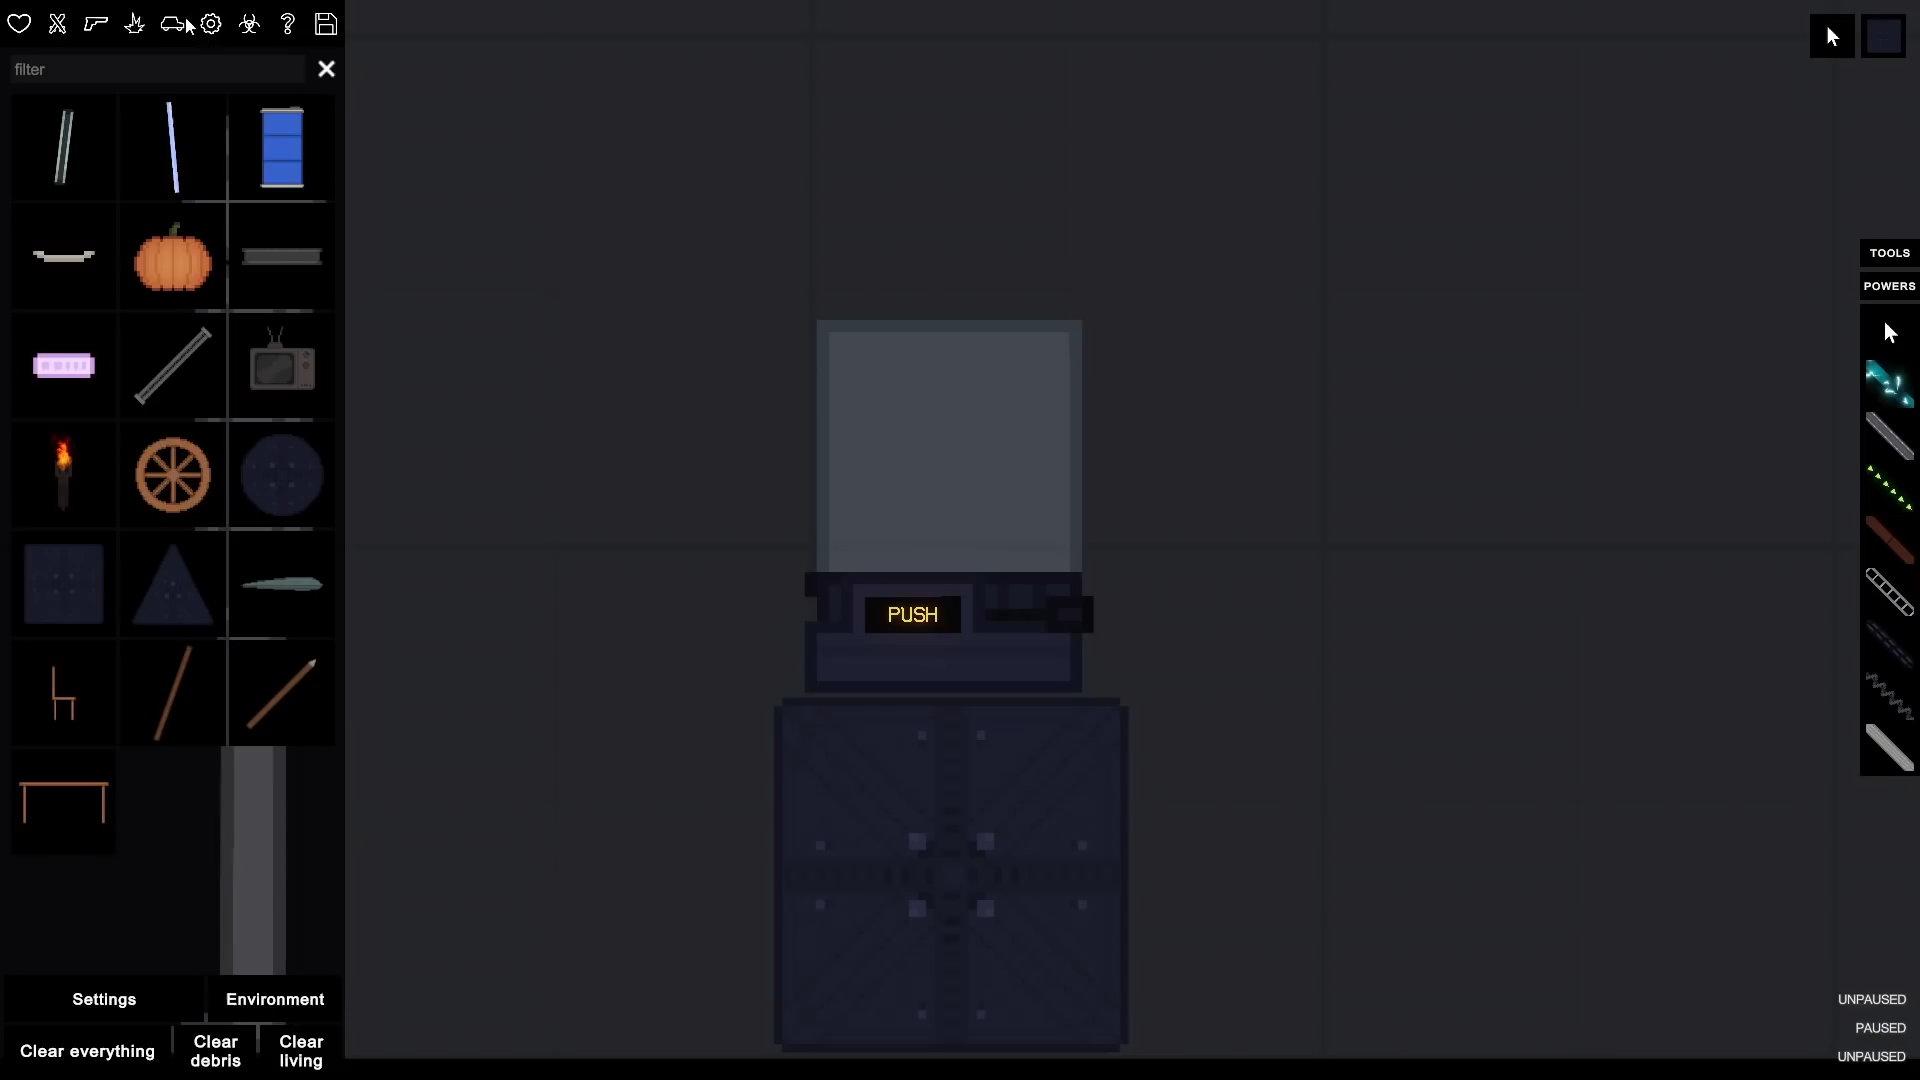 filter
TOOLS
POWERS
PUSH
Settings
Environment
Clear everything
Clear
debris
Clear
living
UNPAUSED
PAUSED
UNPAUSED